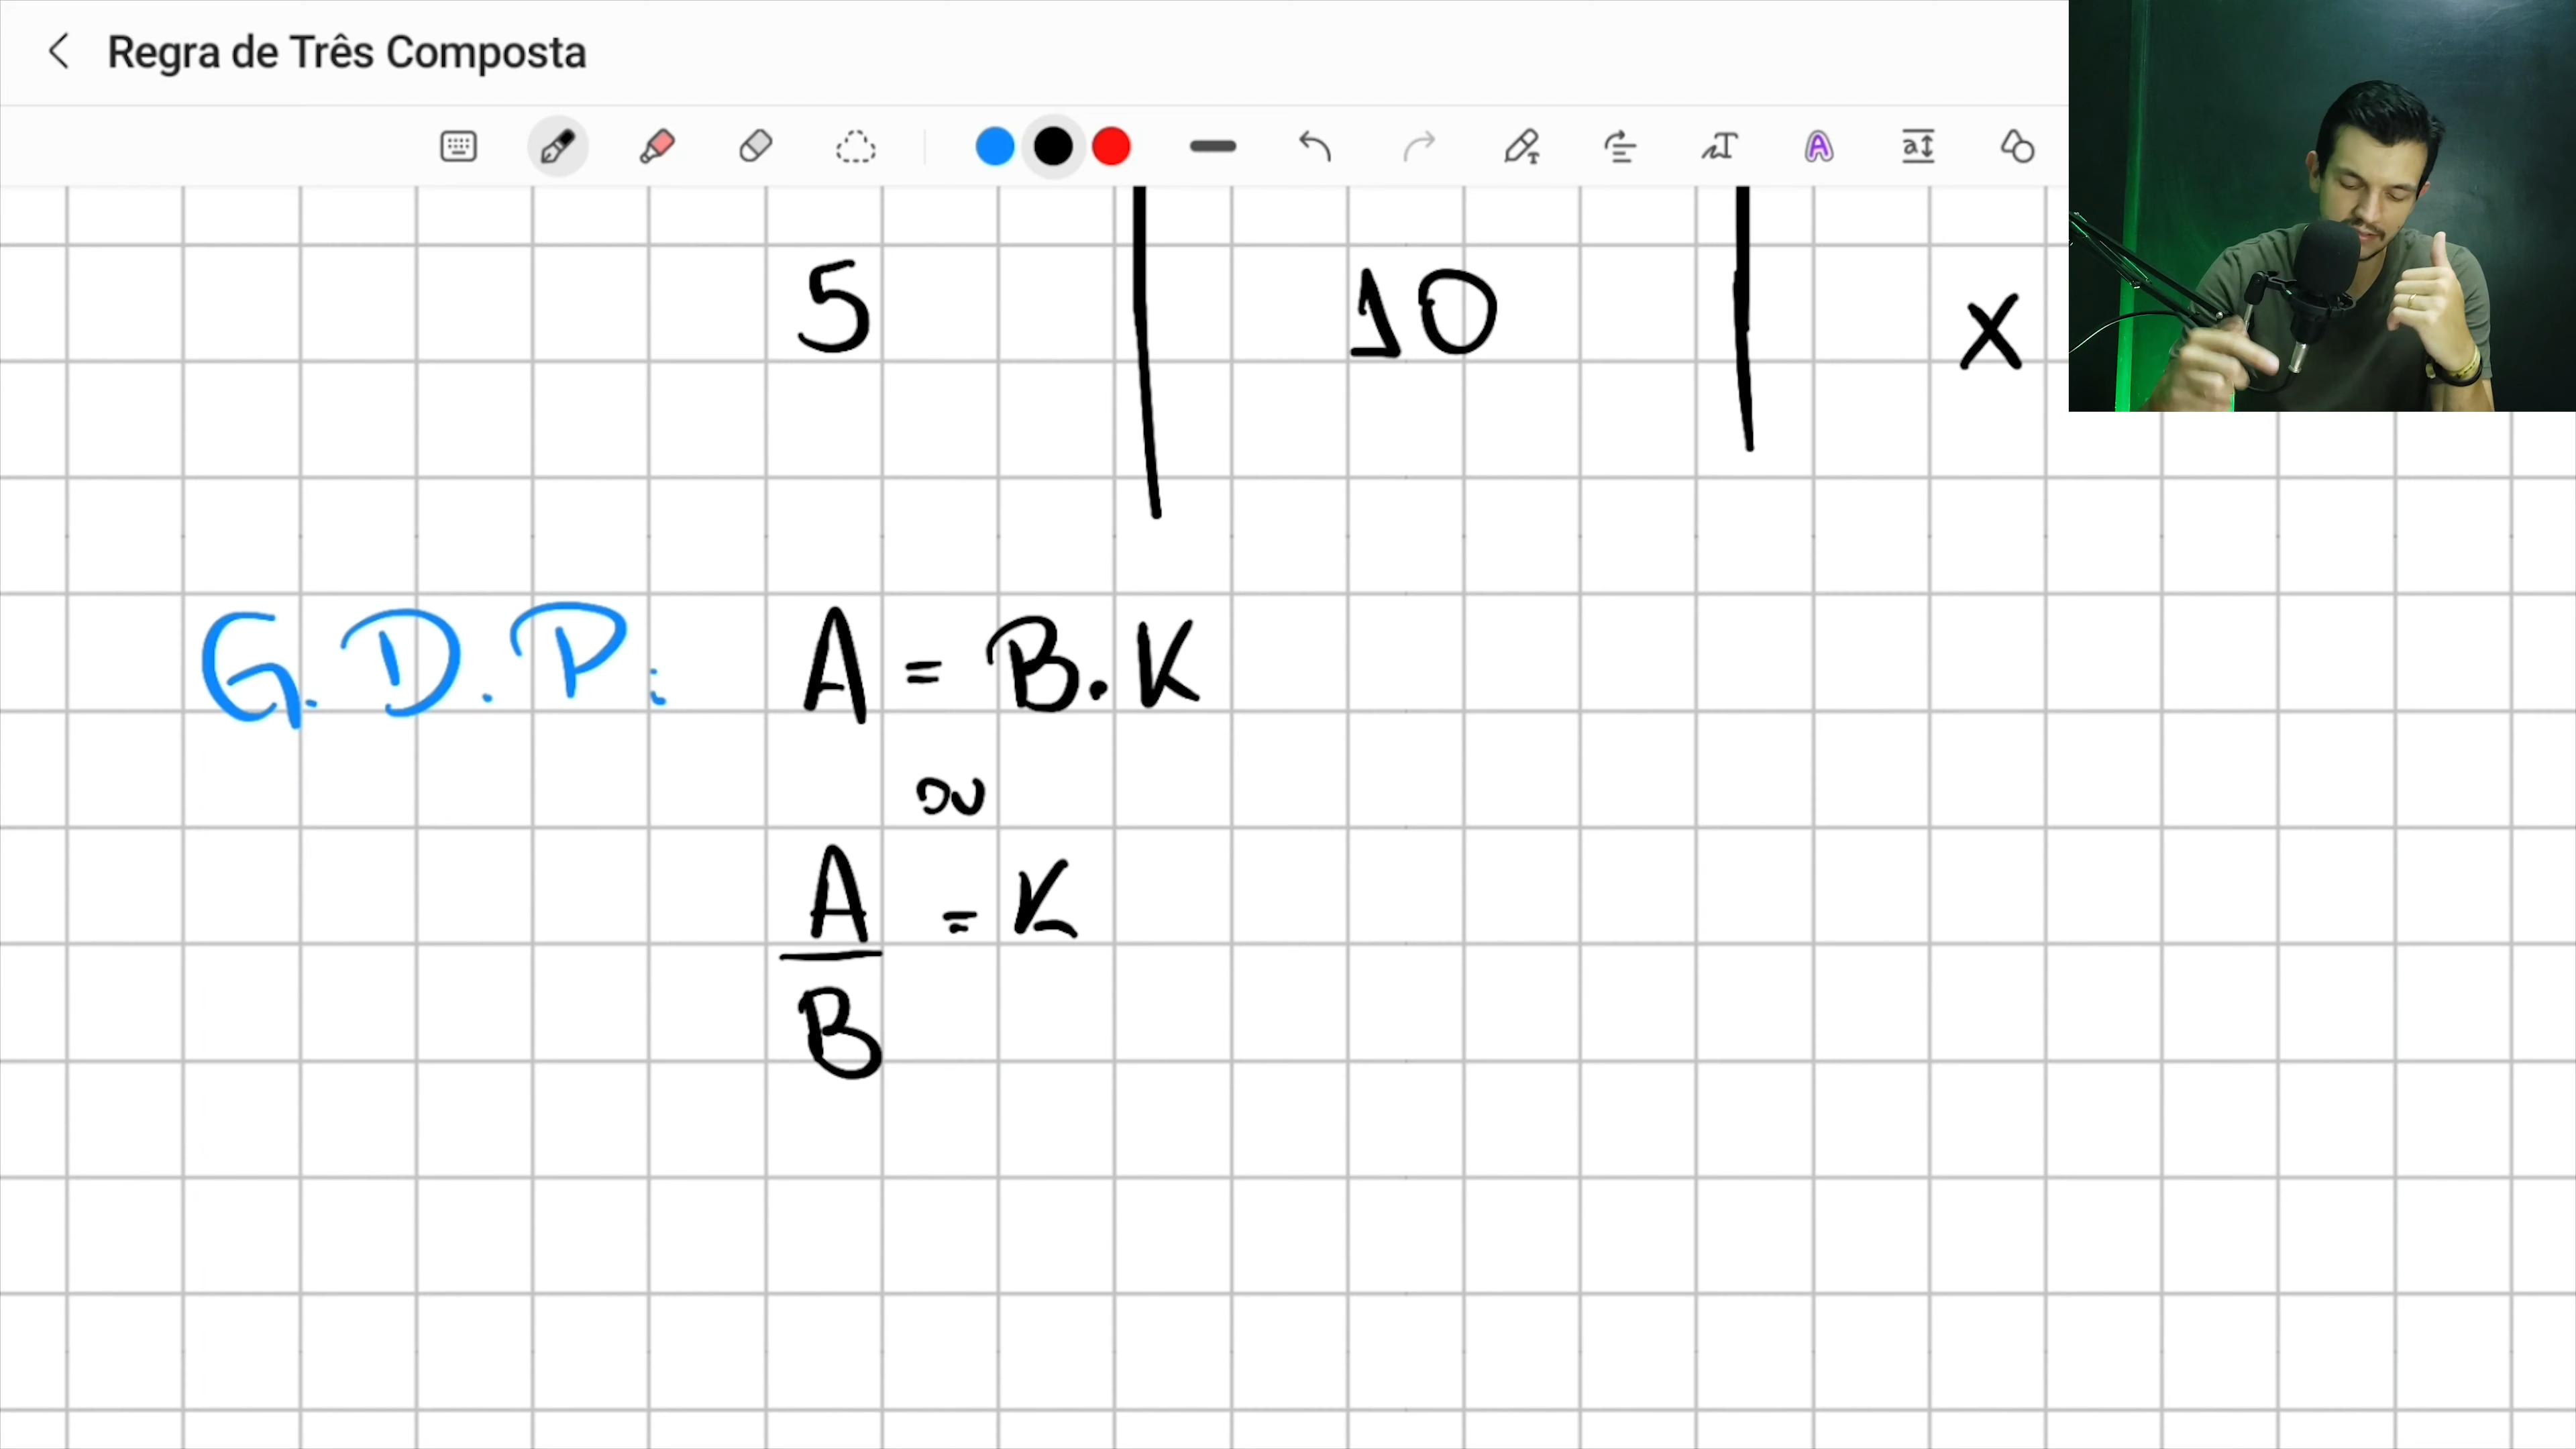 Regra de Três Composta
5 10 x
G.D.P: A = B.K
ou
A/B = K